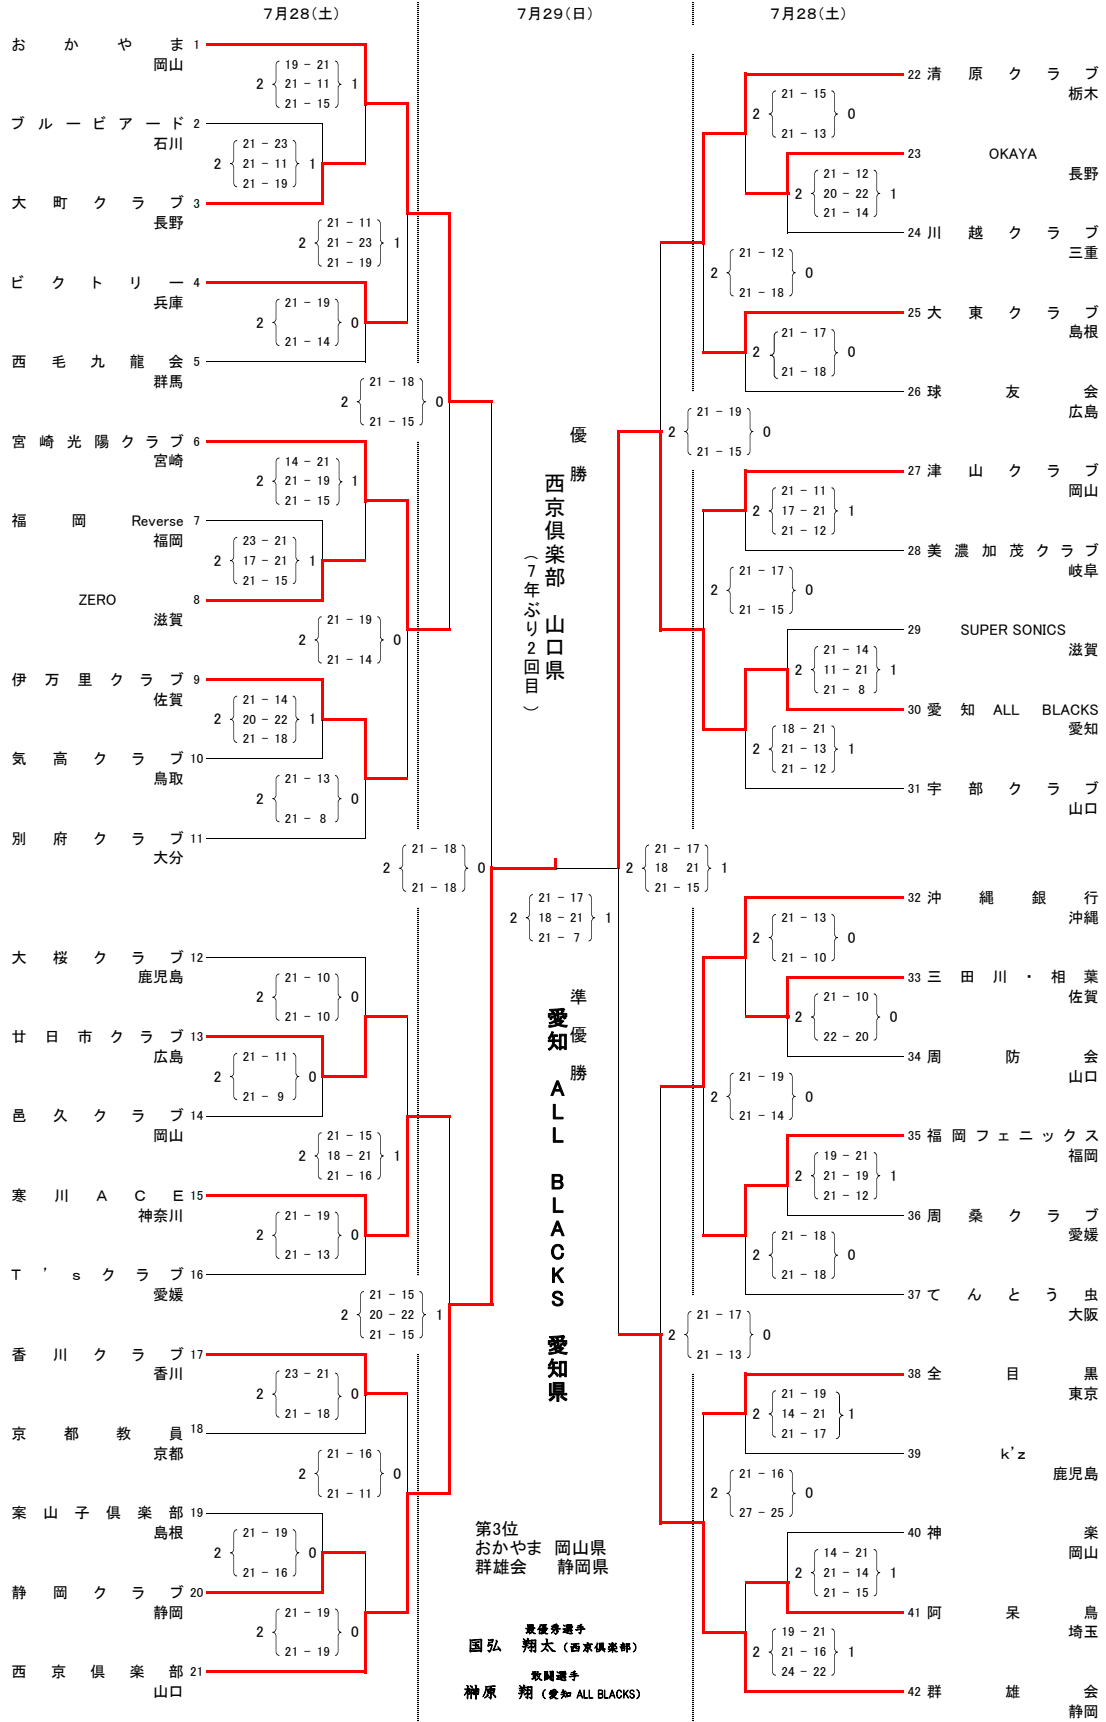 7月28(土)
7月29(日)
7月28(土)
おかやま 1
岡山
2 19 - 21 1
21 - 11
21 - 15
ブルービアード 2
石川
2 21 - 23 1
21 - 11
21 - 19
大町クラブ 3
長野
2 21 - 11 1
21 - 23
21 - 19
ビクトリー 4
兵庫
2 21 - 19 0
21 - 14
西毛九龍会 5
群馬
2 21 - 18 0
21 - 15
宮崎光陽クラブ 6
宮崎
2 14 - 21 1
21 - 19
21 - 15
福岡 Reverse 7
福岡
2 23 - 21 1
17 - 21
21 - 15
ZERO 8
滋賀
2 21 - 19 0
21 - 14
伊万里クラブ 9
佐賀
2 21 - 14 1
20 - 22
21 - 18
気高クラブ 10
鳥取
2 21 - 13 0
21 - 8
別府クラブ 11
大分
2 21 - 18 0
21 - 18
大桜クラブ 12
鹿児島
2 21 - 10 0
21 - 10
廿日市クラブ 13
広島
2 21 - 11 0
21 - 9
邑久クラブ 14
岡山
2 21 - 15 1
18 - 21
21 - 16
寒川ACE 15
神奈川
2 21 - 19 0
21 - 13
T'sクラブ 16
愛媛
2 21 - 15 1
20 - 22
21 - 15
香川クラブ 17
香川
2 23 - 21 0
21 - 18
京都教員 18
京都
2 21 - 16 0
21 - 11
案山子倶楽部 19
島根
2 21 - 19 0
21 - 16
静岡クラブ 20
静岡
2 21 - 19 0
21 - 19
西京倶楽部 21
山口
優勝
西京倶楽部 山口県
(7年ぶり2回目)
2 21 - 17 1
18 - 21
21 - 7
準優勝
愛知 ALL BLACKS 愛知県
第3位
おかやま 岡山県
群雄会 静岡県
最優秀選手
国弘 翔太 (西京倶楽部)
敢闘選手
榊原 翔 (愛知 ALL BLACKS)
22 清原クラブ
栃木
2 21 - 15 0
21 - 13
23 OKAYA
長野
2 21 - 12 1
20 - 22
21 - 14
24 川越クラブ
三重
2 21 - 12 0
21 - 18
25 大東クラブ
島根
2 21 - 17 0
21 - 18
26 球友会
広島
2 21 - 19 0
21 - 15
27 津山クラブ
岡山
2 21 - 11 1
17 - 21
21 - 12
28 美濃加茂クラブ
岐阜
2 21 - 17 0
21 - 15
29 SUPER SONICS
滋賀
2 21 - 14 1
11 - 21
21 - 8
30 愛知 ALL BLACKS
愛知
2 18 - 21 1
21 - 13
21 - 12
31 宇部クラブ
山口
2 21 - 17 1
18 21
21 - 15
32 沖縄銀行
沖縄
2 21 - 13 0
21 - 10
33 三田川・相葉
佐賀
2 21 - 10 0
22 - 20
34 周防会
山口
2 21 - 19 0
21 - 14
35 福岡フェニックス
福岡
2 19 - 21 1
21 - 19
21 - 12
36 周桑クラブ
愛媛
2 21 - 18 0
21 - 18
37 てんとう虫
大阪
2 21 - 17 0
21 - 13
38 全目黒
東京
2 21 - 19 1
14 - 21
21 - 17
39 k'z
鹿児島
2 21 - 16 0
27 - 25
40 神楽
岡山
2 14 - 21 1
21 - 14
21 - 15
41 阿呆鳥
埼玉
2 19 - 21 1
21 - 16
24 - 22
42 群雄会
静岡